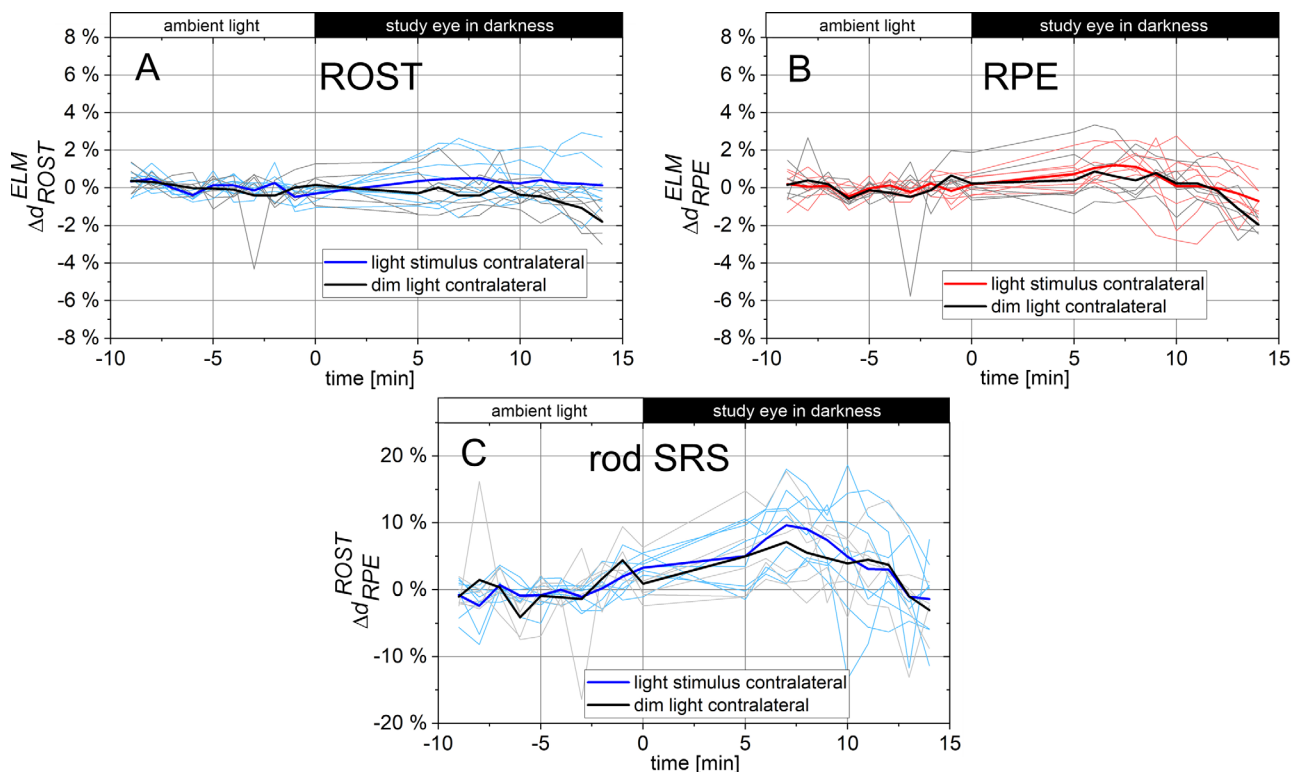 ambient light study eye in darkness
A ROST
8 %
6 %
4 %
2 %
0 %
-2 %
-4 %
-6 %
-8 %
Δd ELM ROST
light stimulus contralateral
dim light contralateral
-10 -5 0 5 10 15
time [min]
ambient light study eye in darkness
B RPE
8 %
6 %
4 %
2 %
0 %
-2 %
-4 %
-6 %
-8 %
Δd ELM RPE
light stimulus contralateral
dim light contralateral
-10 -5 0 5 10 15
time [min]
ambient light study eye in darkness
C rod SRS
20 %
10 %
0 %
-10 %
-20 %
Δd ROST RPE
light stimulus contralateral
dim light contralateral
-10 -5 0 5 10 15
time [min]